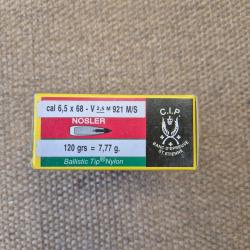 cal 6,5 x 68 - V 2,5 M 921 M/S
NOSLER
120 grs = 7,77 g.
Ballistic Tip® Nylon
C.I.P.
BANC D'EPREUVE
ST ETIENNE